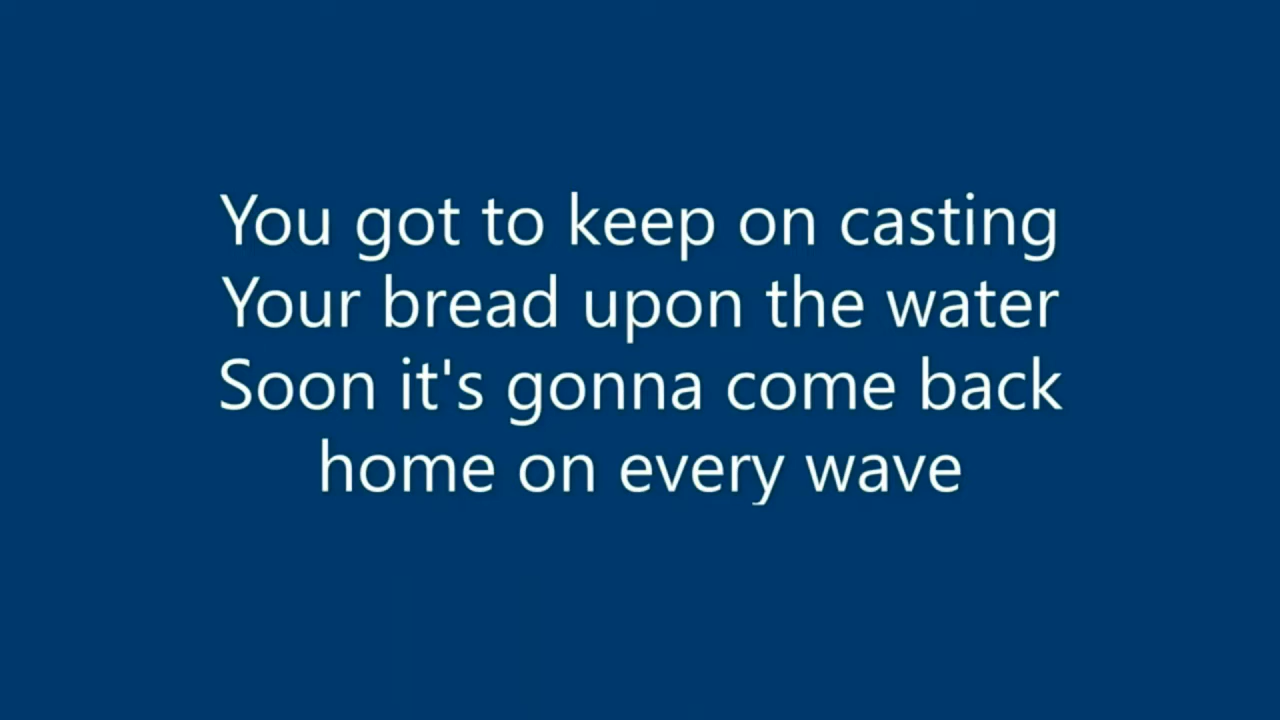 You got to keep on casting
Your bread upon the water
Soon it's gonna come back
home on every wave